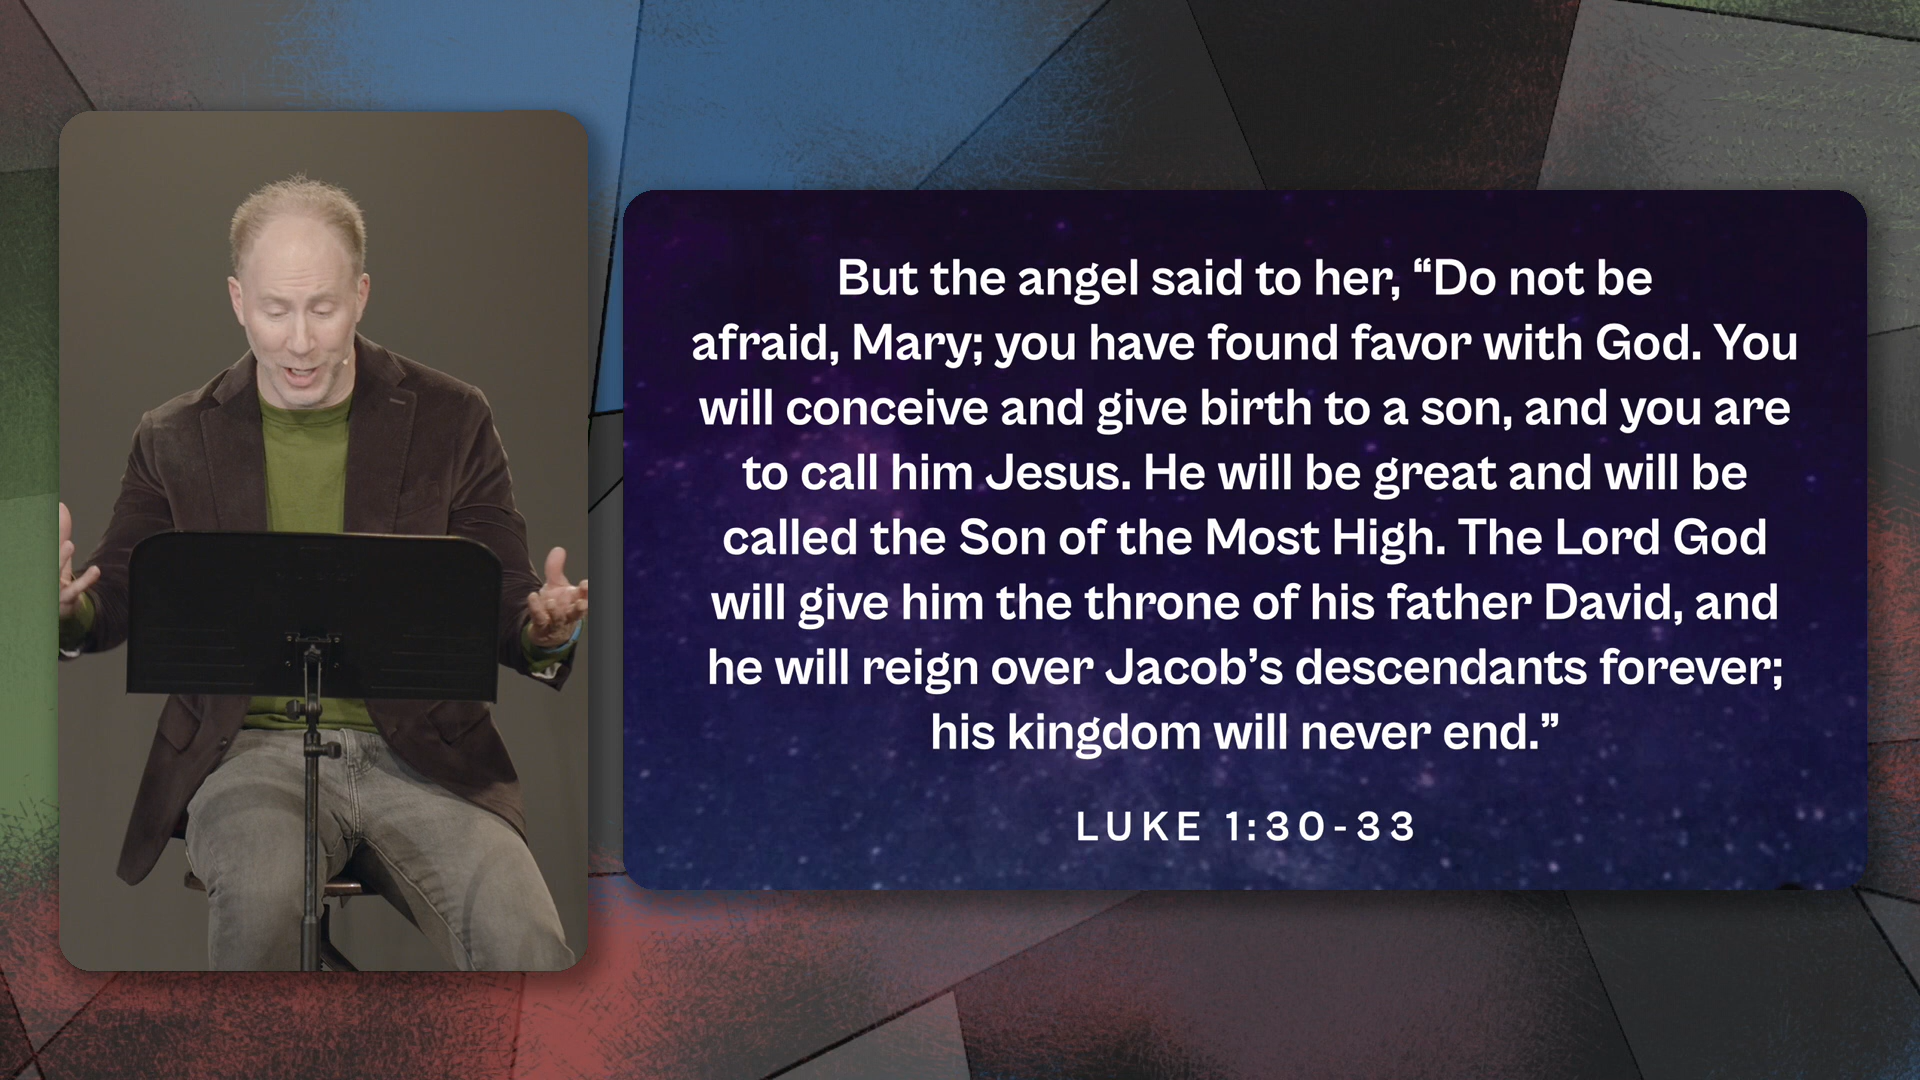 But the angel said to her, “Do not be
afraid, Mary; you have found favor with God. You
will conceive and give birth to a son, and you are
to call him Jesus. He will be great and will be
called the Son of the Most High. The Lord God
will give him the throne of his father David, and
he will reign over Jacob’s descendants forever;
his kingdom will never end.”
LUKE 1:30-33